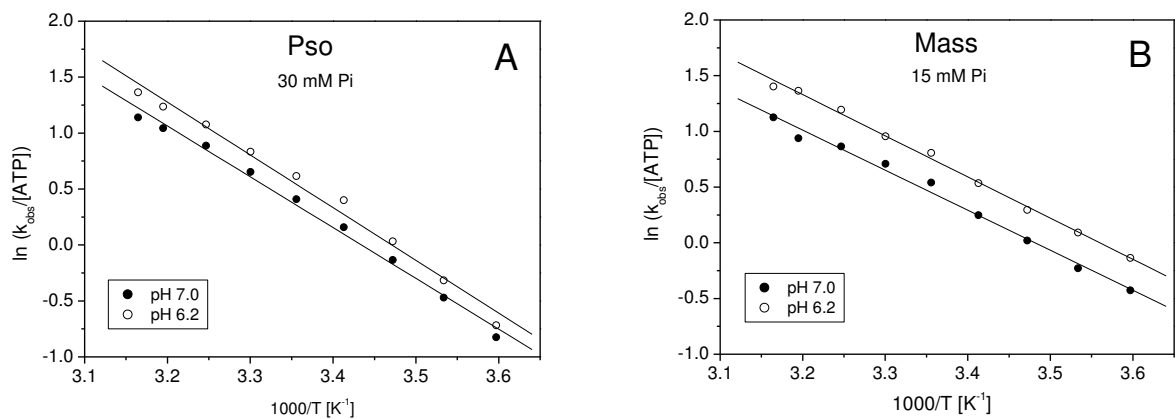 Pso
A
30 mM Pi
ln (k_obs/[ATP])
2.0
1.5
1.0
0.5
0.0
-0.5
-1.0
pH 7.0
pH 6.2
3.1 3.2 3.3 3.4 3.5 3.6
1000/T [K⁻¹]
Mass
B
15 mM Pi
ln (k_obs/[ATP])
2.0
1.5
1.0
0.5
0.0
-0.5
-1.0
pH 7.0
pH 6.2
3.1 3.2 3.3 3.4 3.5 3.6
1000/T [K⁻¹]